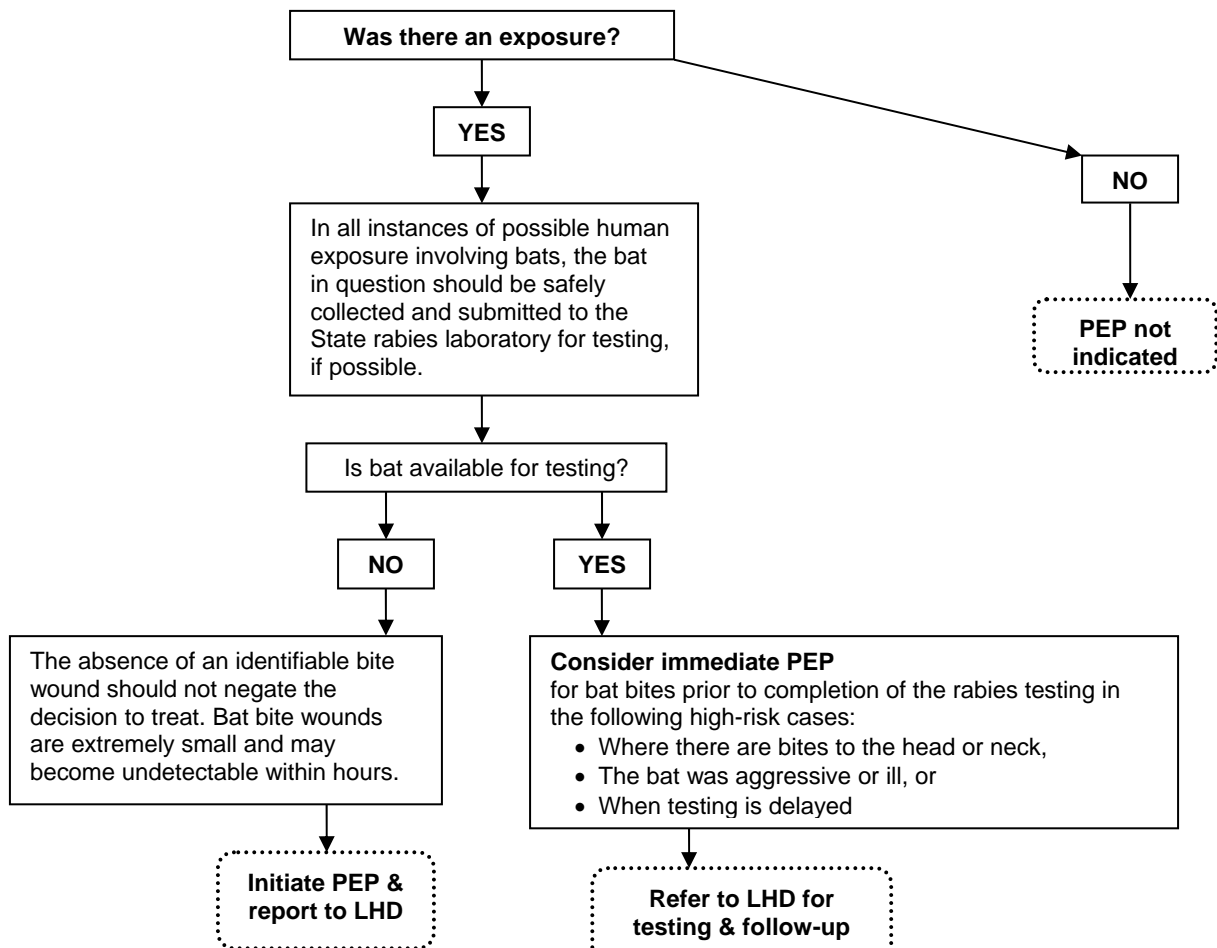 Was there an exposure?
YES
NO
In all instances of possible human
exposure involving bats, the bat
in question should be safely
collected and submitted to the
State rabies laboratory for testing,
if possible.
PEP not
indicated
Is bat available for testing?
NO
YES
The absence of an identifiable bite
wound should not negate the
decision to treat. Bat bite wounds
are extremely small and may
become undetectable within hours.
Consider immediate PEP
for bat bites prior to completion of the rabies testing in
the following high-risk cases:
• Where there are bites to the head or neck,
• The bat was aggressive or ill, or
• When testing is delayed
Initiate PEP &
report to LHD
Refer to LHD for
testing & follow-up